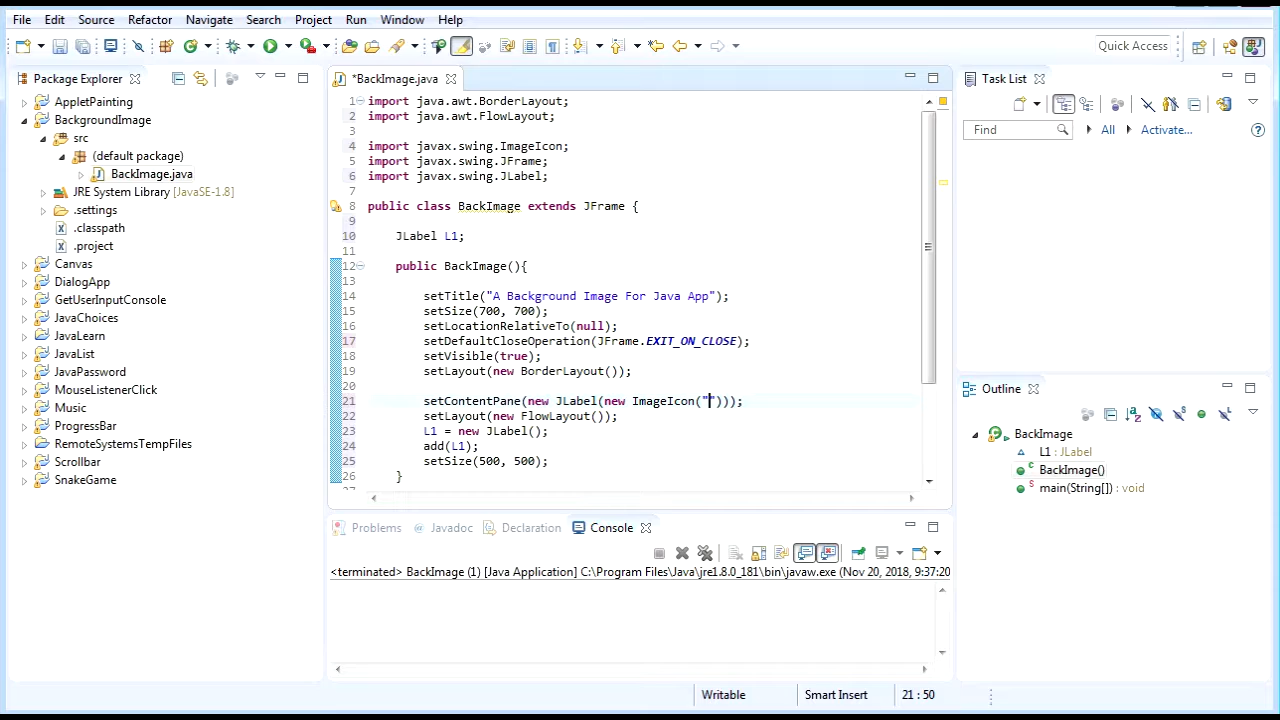 File Edit Source Refactor Navigate Search Project Run Window Help
Quick Access
Package Explorer
AppletPainting
BackgroundImage
src
(default package)
BackImage.java
JRE System Library [JavaSE-1.8]
.settings
.classpath
.project
Canvas
DialogApp
GetUserInputConsole
JavaChoices
JavaLearn
JavaList
JavaPassword
MouseListenerClick
Music
ProgressBar
RemoteSystemsTempFiles
Scrollbar
SnakeGame
*BackImage.java
1 import java.awt.BorderLayout;
2 import java.awt.FlowLayout;
3
4 import javax.swing.ImageIcon;
5 import javax.swing.JFrame;
6 import javax.swing.JLabel;
7
8 public class BackImage extends JFrame {
9
10 JLabel L1;
11
12 public BackImage(){
13
14 setTitle("A Background Image For Java App");
15 setSize(700, 700);
16 setLocationRelativeTo(null);
17 setDefaultCloseOperation(JFrame.EXIT_ON_CLOSE);
18 setVisible(true);
19 setLayout(new BorderLayout());
20
21 setContentPane(new JLabel(new ImageIcon("")));
22 setLayout(new FlowLayout());
23 L1 = new JLabel();
24 add(L1);
25 setSize(500, 500);
26 }
27
Problems @ Javadoc Declaration Console
<terminated> BackImage (1) [Java Application] C:\Program Files\Java\jre1.8.0_181\bin\javaw.exe (Nov 20, 2018, 9:37:20
Task List
Find All Activate...
Outline
BackImage
L1 : JLabel
BackImage()
main(String[]) : void
Writable Smart Insert 21 : 50